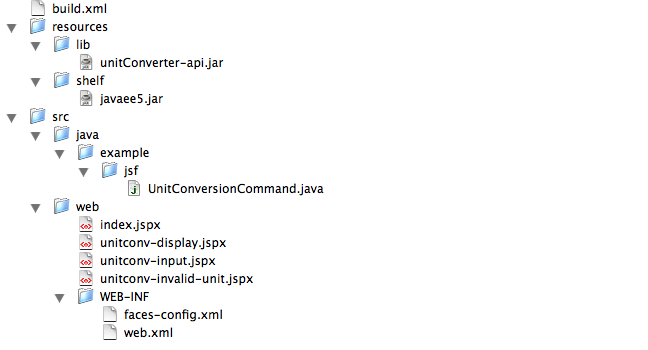 build.xml
resources
lib
unitConverter-api.jar
shelf
javaee5.jar
src
java
example
jsf
UnitConversionCommand.java
web
index.jspx
unitconv-display.jspx
unitconv-input.jspx
unitconv-invalid-unit.jspx
WEB-INF
faces-config.xml
web.xml